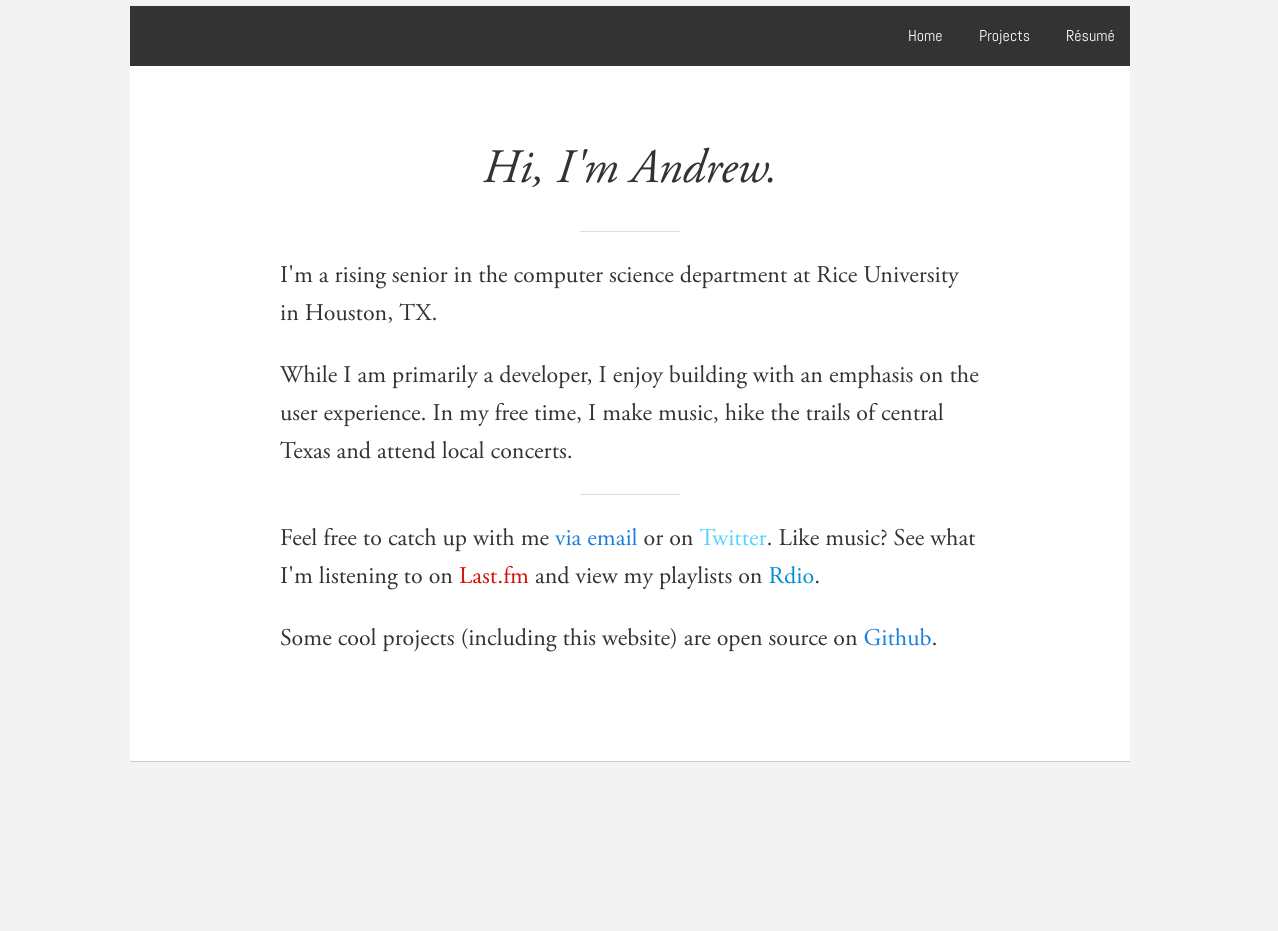 Home Projects Résumé
Hi, I'm Andrew.
I'm a rising senior in the computer science department at Rice University
in Houston, TX.
While I am primarily a developer, I enjoy building with an emphasis on the
user experience. In my free time, I make music, hike the trails of central
Texas and attend local concerts.
Feel free to catch up with me via email or on Twitter. Like music? See what
I'm listening to on Last.fm and view my playlists on Rdio.
Some cool projects (including this website) are open source on Github.